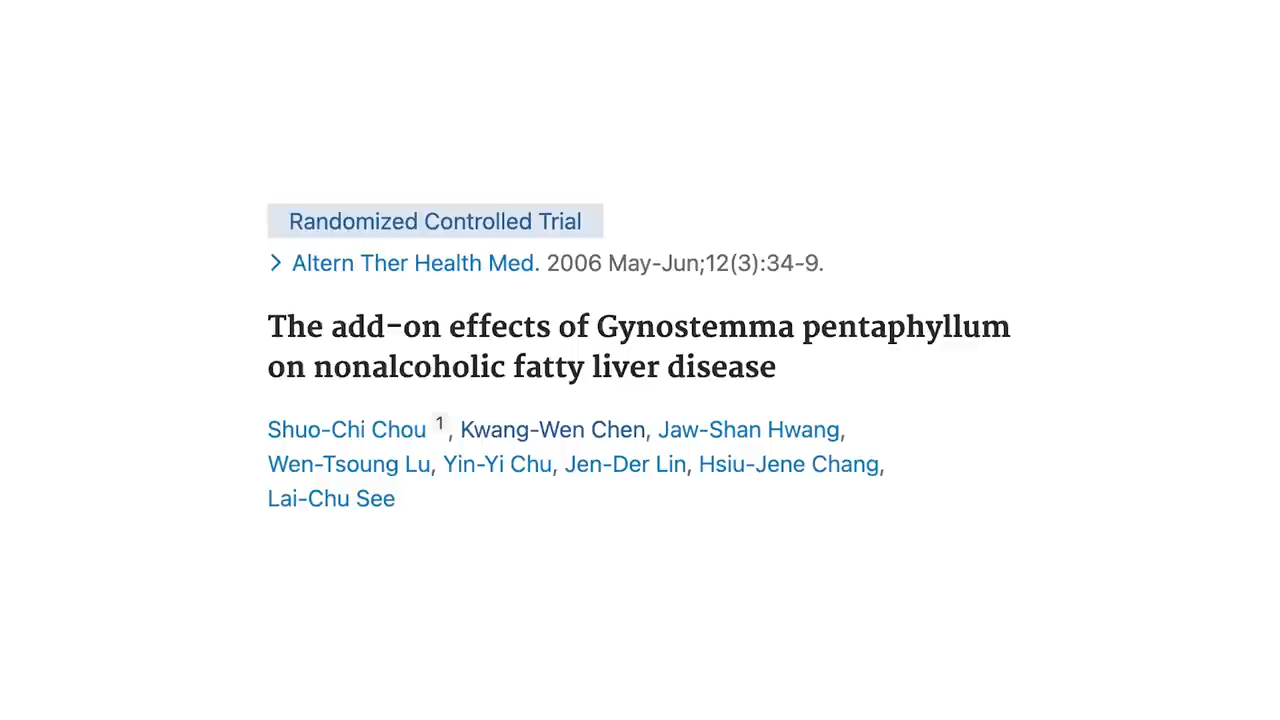 Randomized Controlled Trial
> Altern Ther Health Med. 2006 May-Jun;12(3):34-9.
The add-on effects of Gynostemma pentaphyllum
on nonalcoholic fatty liver disease
Shuo-Chi Chou 1, Kwang-Wen Chen, Jaw-Shan Hwang,
Wen-Tsoung Lu, Yin-Yi Chu, Jen-Der Lin, Hsiu-Jene Chang,
Lai-Chu See